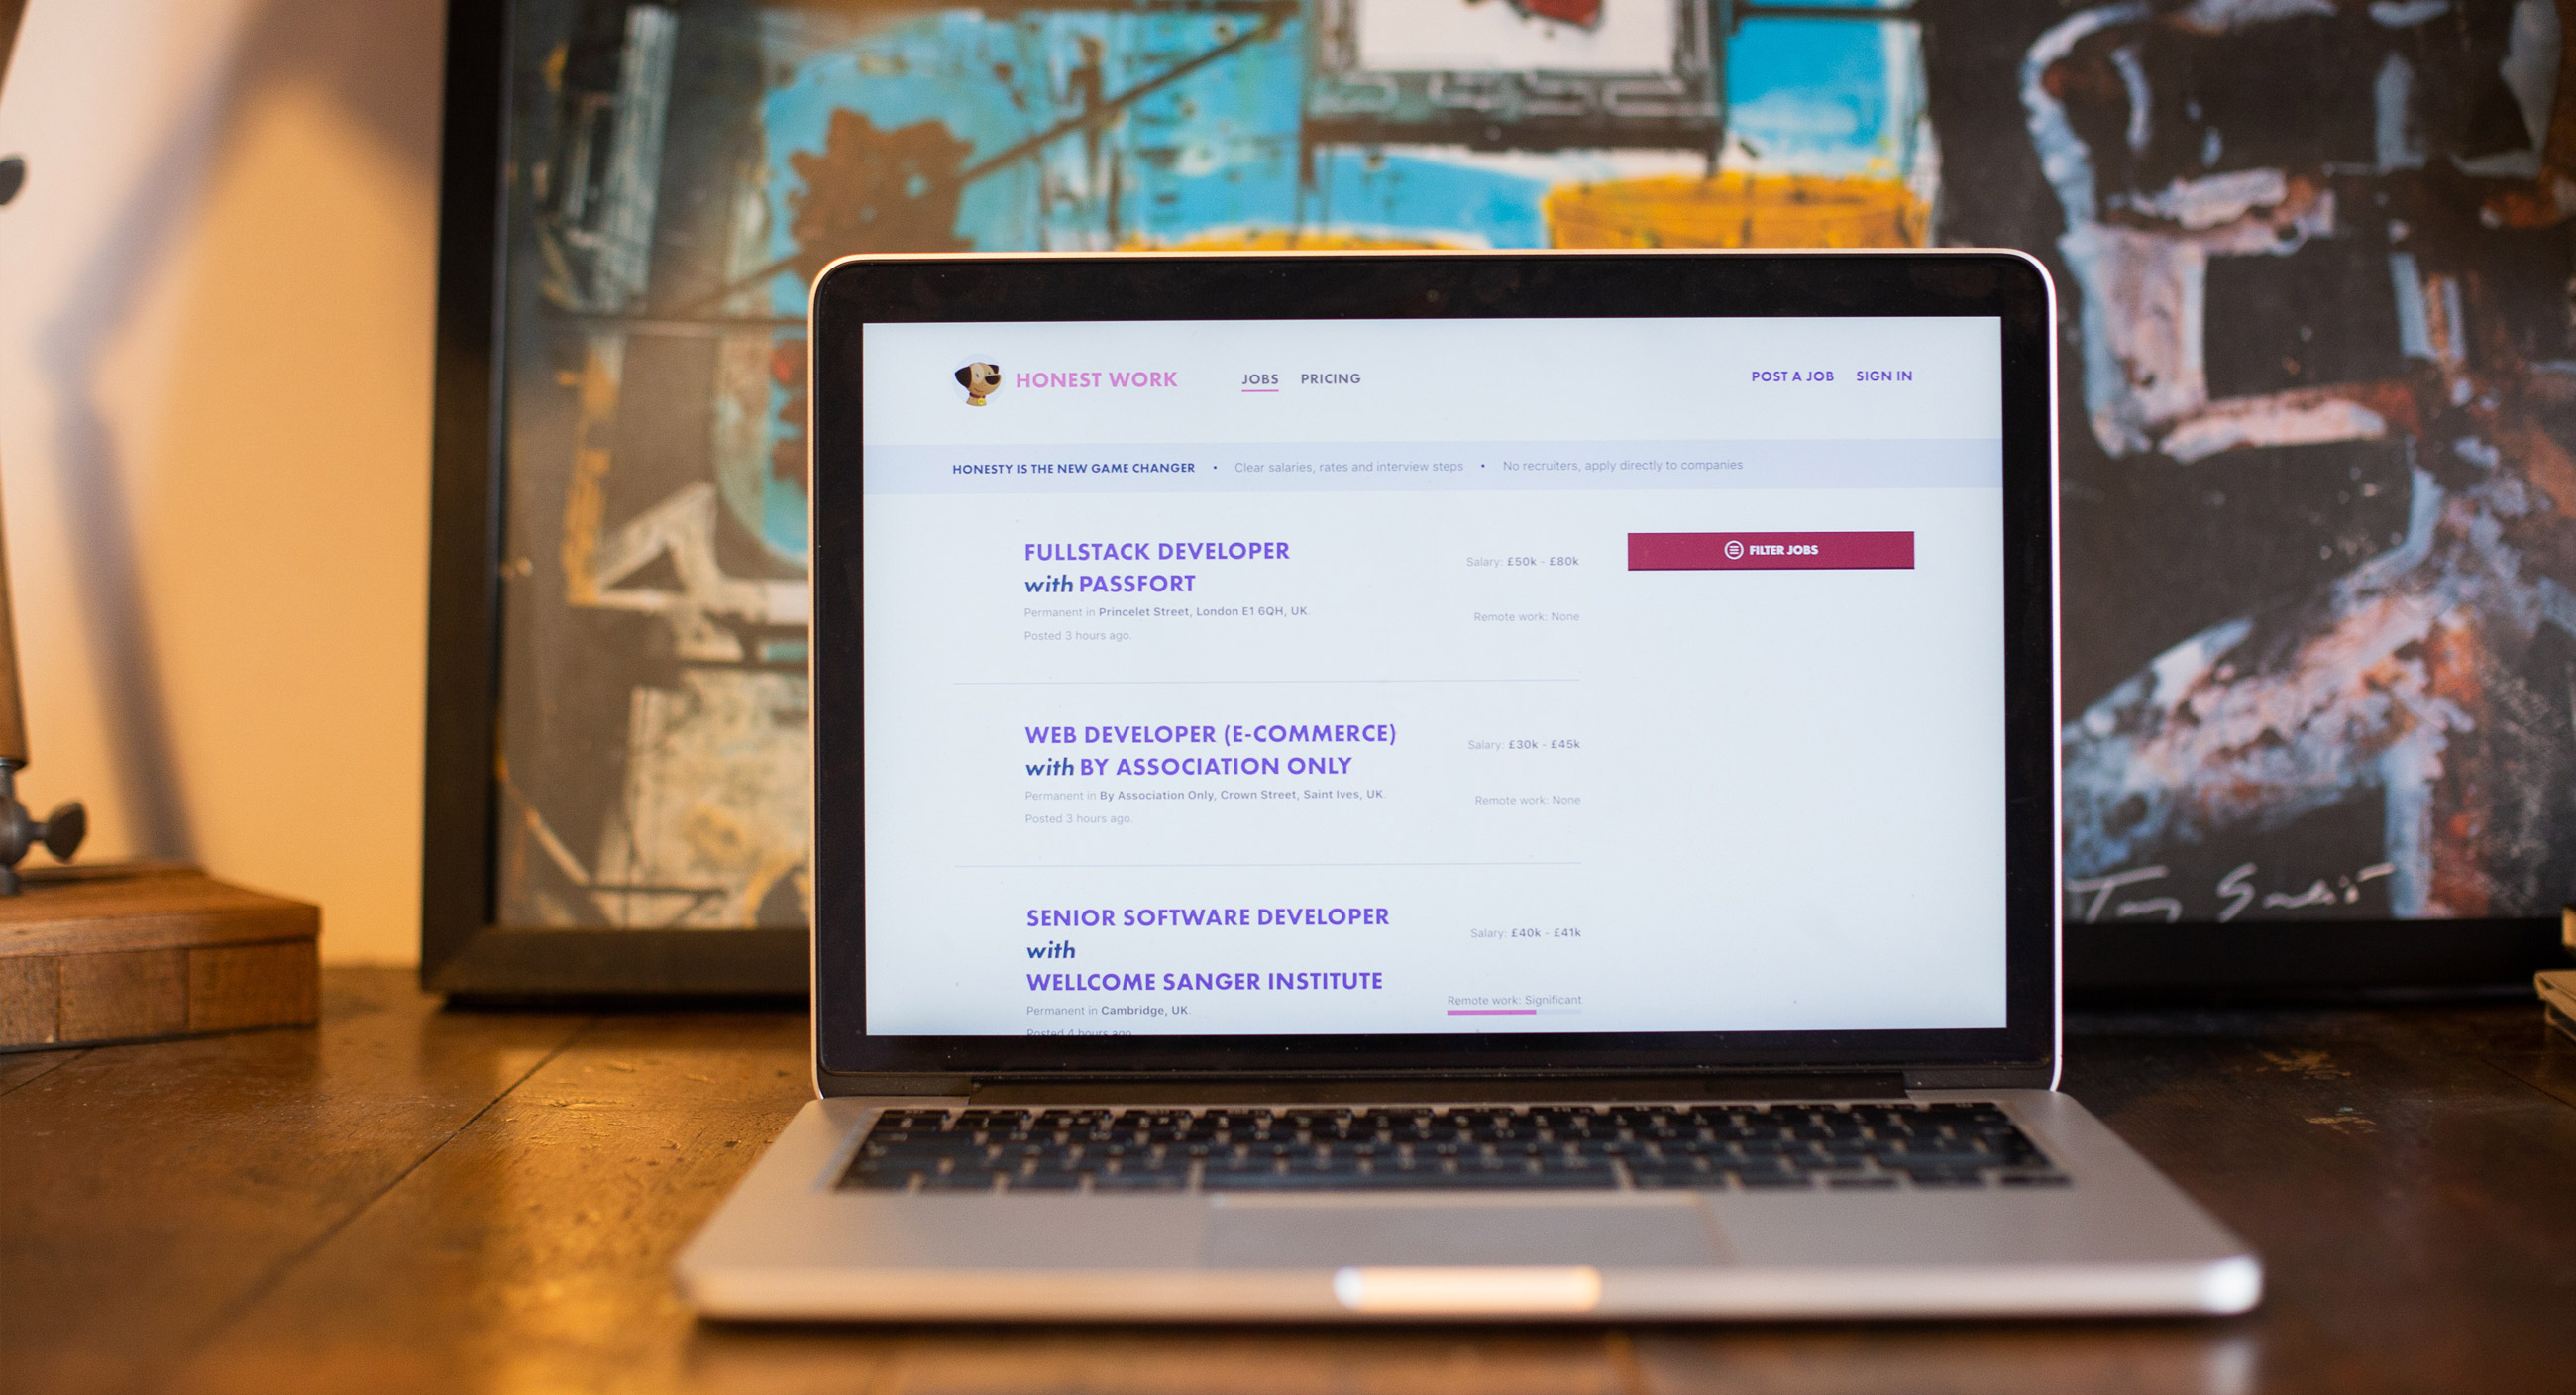 HONEST WORK JOBS PRICING POST A JOB SIGN IN
HONESTY IS THE NEW GAME CHANGER • Clear salaries, rates and interview steps • No recruiters, apply directly to companies
FULLSTACK DEVELOPER
with PASSFORT
Permanent in Princelet Street, London E1 6QH, UK.
Posted 3 hours ago.
Salary: £50k - £80k
Remote work: None
FILTER JOBS
WEB DEVELOPER (E-COMMERCE)
with BY ASSOCIATION ONLY
Permanent in By Association Only, Crown Street, Saint Ives, UK.
Posted 3 hours ago.
Salary: £30k - £45k
Remote work: None
SENIOR SOFTWARE DEVELOPER
with
WELLCOME SANGER INSTITUTE
Permanent in Cambridge, UK.
Posted 4 hours ago
Salary: £40k - £41k
Remote work: Significant